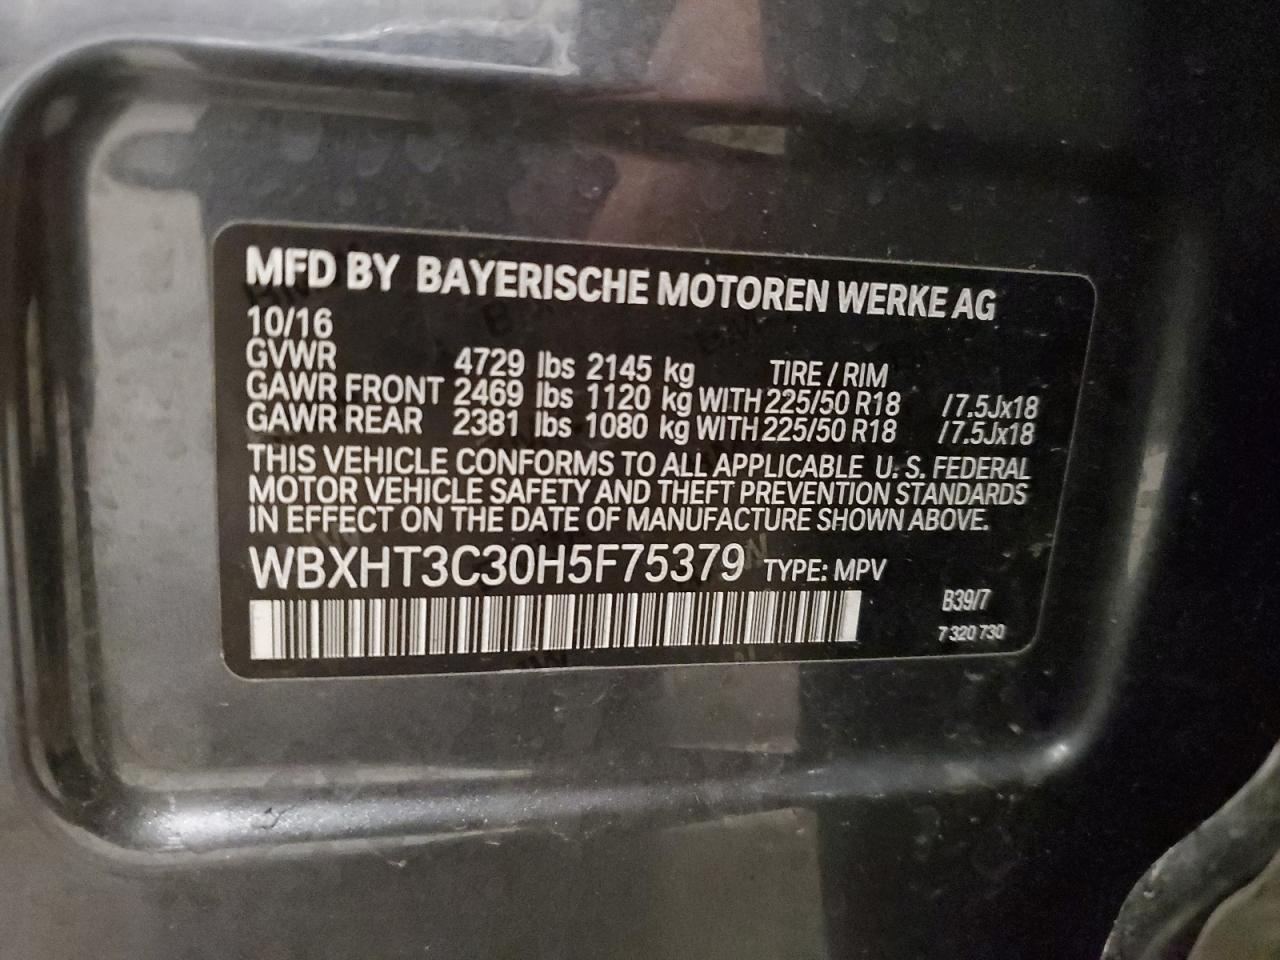 MFD BY BAYERISCHE MOTOREN WERKE AG
10/16
GVWR 4729 lbs 2145 kg TIRE / RIM
GAWR FRONT 2469 lbs 1120 kg WITH 225/50 R18 /7.5Jx18
GAWR REAR 2381 lbs 1080 kg WITH 225/50 R18 /7.5Jx18
THIS VEHICLE CONFORMS TO ALL APPLICABLE U. S. FEDERAL
MOTOR VEHICLE SAFETY AND THEFT PREVENTION STANDARDS
IN EFFECT ON THE DATE OF MANUFACTURE SHOWN ABOVE.
WBXHT3C30H5F75379 TYPE: MPV
B39/7
7 320 730